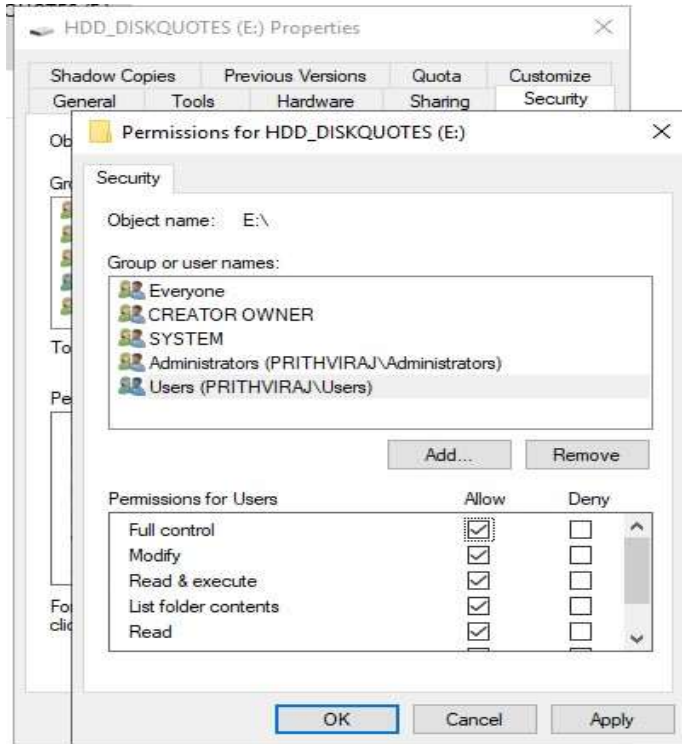 HDD_DISKQUOTES (E:) Properties
Shadow Copies Previous Versions Quota Customize
General Tools Hardware Sharing Security
Permissions for HDD_DISKQUOTES (E:)
Security
Object name: E:\
Group or user names:
Everyone
CREATOR OWNER
SYSTEM
Administrators (PRITHVIRAJ\Administrators)
Users (PRITHVIRAJ\Users)
Add... Remove
Permissions for Users Allow Deny
Full control
Modify
Read & execute
List folder contents
Read
OK Cancel Apply